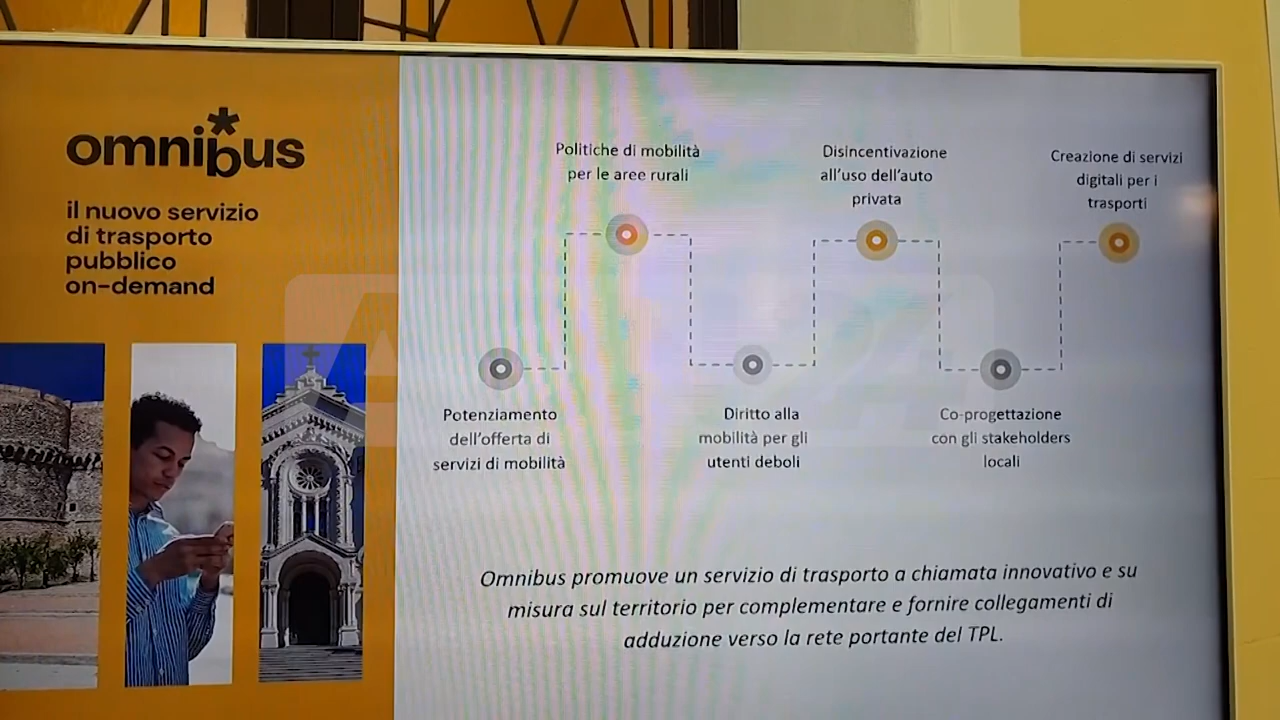 omnibus
il nuovo servizio
di trasporto
pubblico
on-demand
Politiche di mobilità
per le aree rurali
Disincentivazione
all'uso dell'auto
privata
Creazione di servizi
digitali per i
trasporti
Potenziamento
dell'offerta di
servizi di mobilità
Diritto alla
mobilità per gli
utenti deboli
Co-progettazione
con gli stakeholders
locali
Omnibus promuove un servizio di trasporto a chiamata innovativo e su
misura sul territorio per complementare e fornire collegamenti di
adduzione verso la rete portante del TPL.